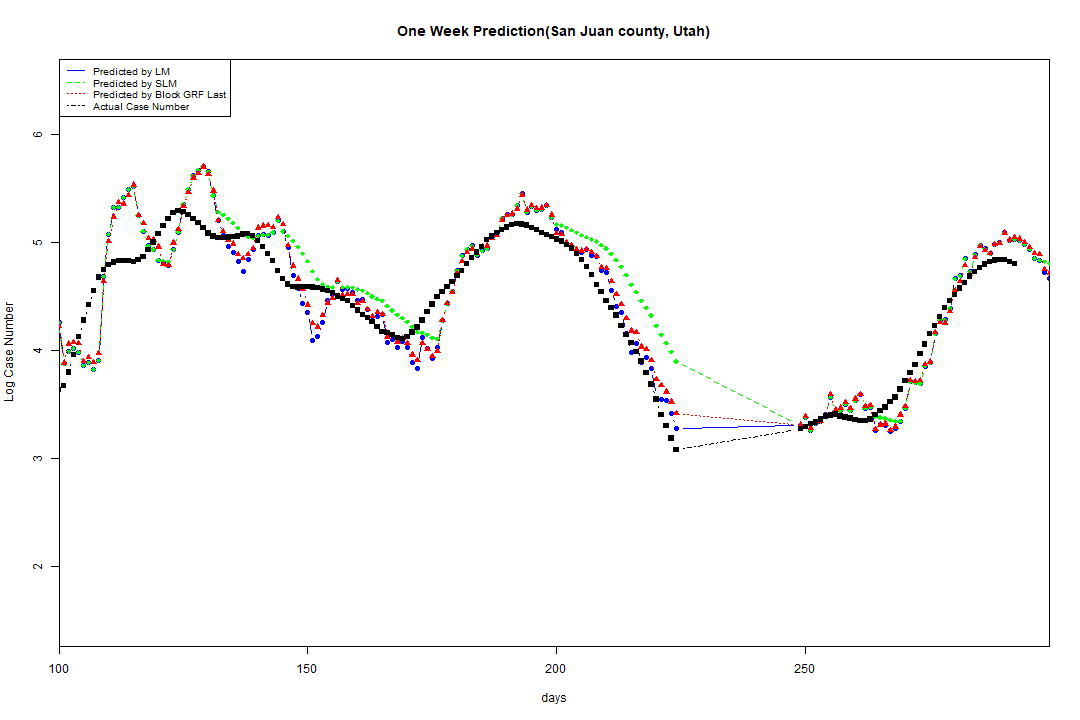 One Week Prediction(San Juan county, Utah)
Predicted by LM
Predicted by SLM
Predicted by Block GRF Last
Actual Case Number
6
5
4
3
2
Log Case Number
100
150
200
250
days